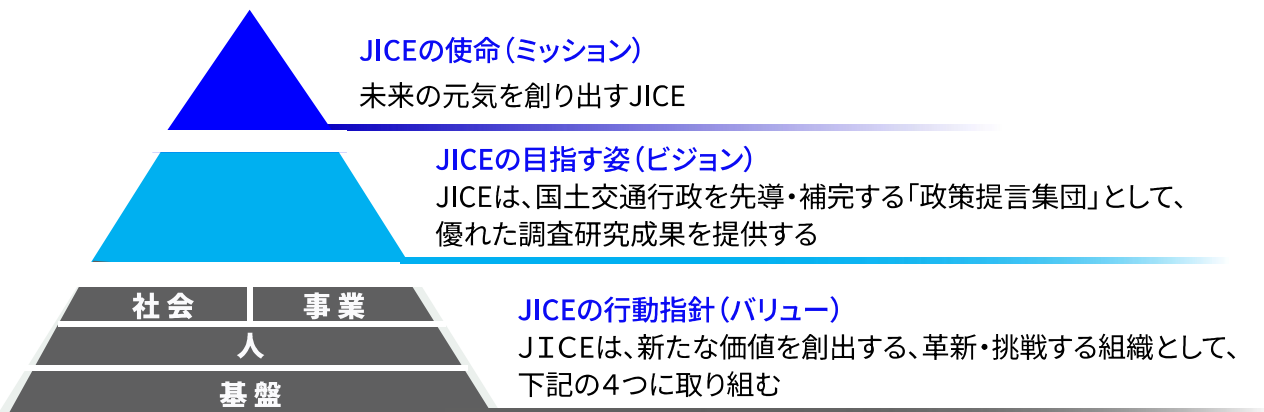 JICEの使命（ミッション）
未来の元気を創り出すJICE
JICEの目指す姿（ビジョン）
JICEは、国土交通行政を先導・補完する「政策提言集団」として、
優れた調査研究成果を提供する
社会 事業
人
基盤
JICEの行動指針（バリュー）
ＪＩＣＥは、新たな価値を創出する、革新・挑戦する組織として、
下記の４つに取り組む